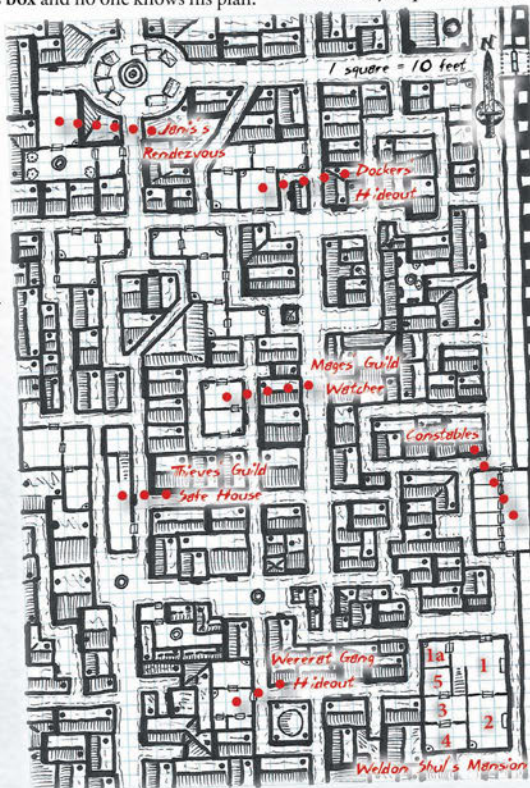 box and no one knows his plan.
N
1 square = 10 feet
Janis's
Rendezvous
Dockers'
Hideout
Mages Guild
Watcher
Constables
Thieves Guild
Safe House
Wererat Gang
Hideout
1a
1
5
3
2
4
Weldon Shul's Mansion